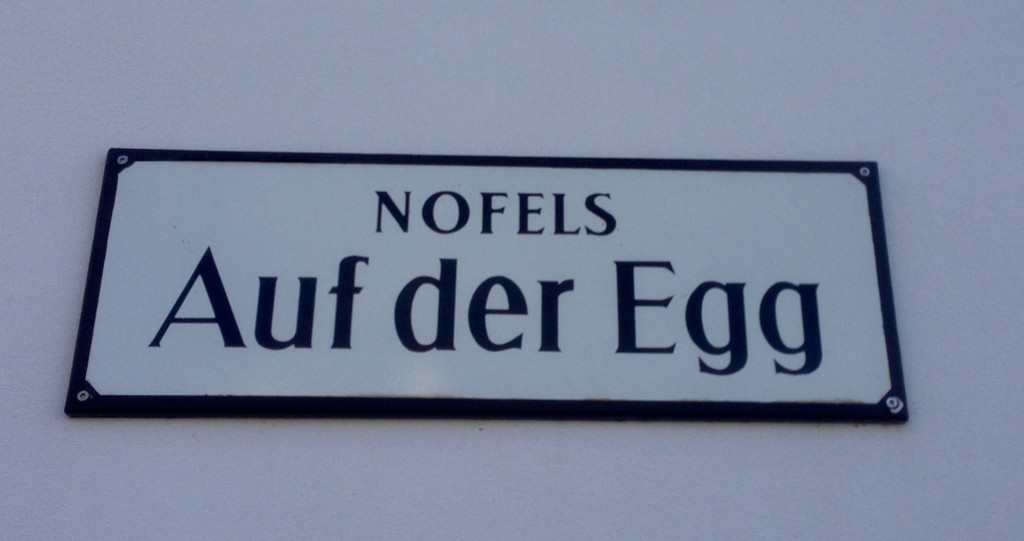 NOFELS
Auf der Egg